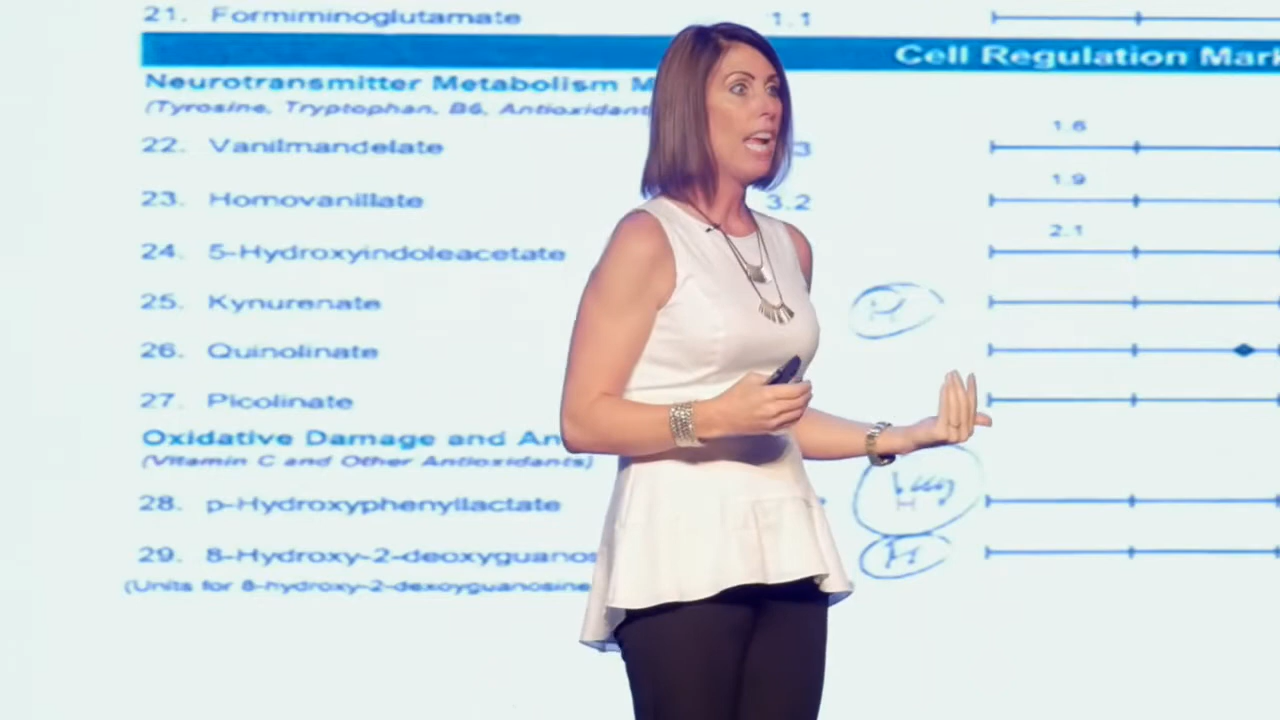 21. Formiminoglutamate 1.1
Cell Regulation Mark
Neurotransmitter Metabolism M
(Tyrosine, Tryptophan, B6, Antioxidant
1.6
22. Vanilmandelate 3
1.9
23. Homovanillate 3.2
2.1
24. 5-Hydroxyindoleacetate
25. Kynurenate H
26. Quinolinate
27. Picolinate
Oxidative Damage and An
(Vitamin C and Other Antioxidants)
28. p-Hydroxyphenyllactate H
29. 8-Hydroxy-2-deoxyguanos H
(Units for 8-hydroxy-2-dexoyguanosine